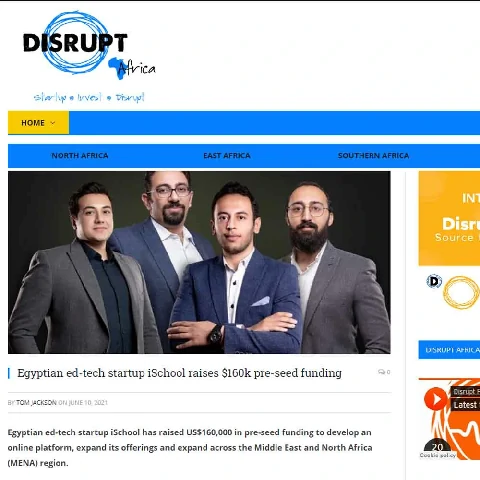 DISRUPT
Africa
Startup • Invest • Disrupt
HOME
NORTH AFRICA
EAST AFRICA
SOUTHERN AFRICA
INT
Disru
Source
D
DISRUPT AFRICA
Disrupt
Latest
20
Cookie policy
Egyptian ed-tech startup iSchool raises $160k pre-seed funding
0
BY TOM JACKSON ON JUNE 10, 2021
Egyptian ed-tech startup iSchool has raised US$160,000 in pre-seed funding to develop an
online platform, expand its offerings and expand across the Middle East and North Africa
(MENA) region.